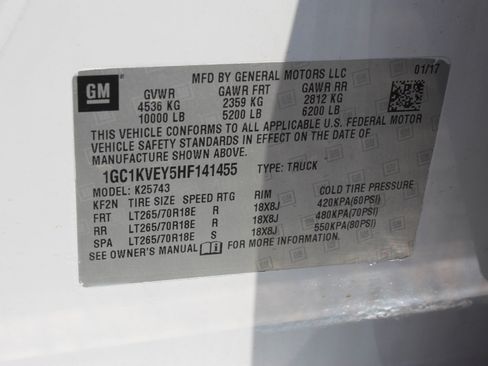 GM
MFD BY GENERAL MOTORS LLC 01/17
GVWR GAWR FRT GAWR RR
4536 KG 2359 KG 2812 KG
10000 LB 5200 LB 6200 LB
THIS VEHICLE CONFORMS TO ALL APPLICABLE U.S. FEDERAL MOTOR
VEHICLE SAFETY STANDARDS IN EFFECT ON THE DATE OF
MANUFACTURE SHOWN ABOVE.
1GC1KVEY5HF141455 TYPE: TRUCK
MODEL: K25743
KF2N TIRE SIZE SPEED RTG RIM COLD TIRE PRESSURE
FRT LT265/70R18E R 18X8J 420KPA(60PSI)
RR LT265/70R18E R 18X8J 480KPA(70PSI)
SPA LT265/70R18E S 18X8J 550KPA(80PSI)
SEE OWNER'S MANUAL FOR MORE INFORMATION.